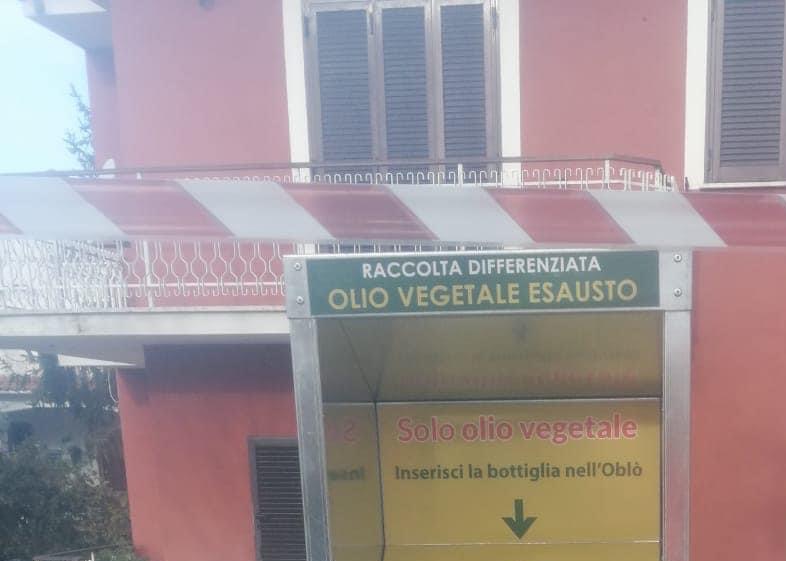 RACCOLTA DIFFERENZIATA
OLIO VEGETALE ESAUSTO
Solo olio vegetale
Inserisci la bottiglia nell'Oblò